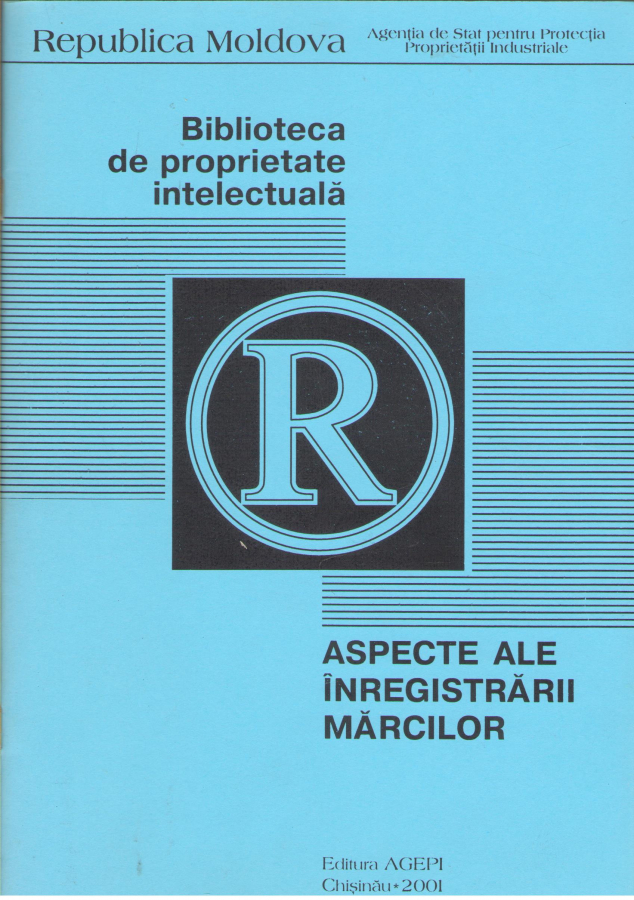 Republica Moldova
Agenția de Stat pentru Protecția
Proprietății Industriale
Biblioteca
de proprietate
intelectuală
R
ASPECTE ALE
ÎNREGISTRĂRII
MĂRCILOR
Editura AGEPI
Chișinău*2001